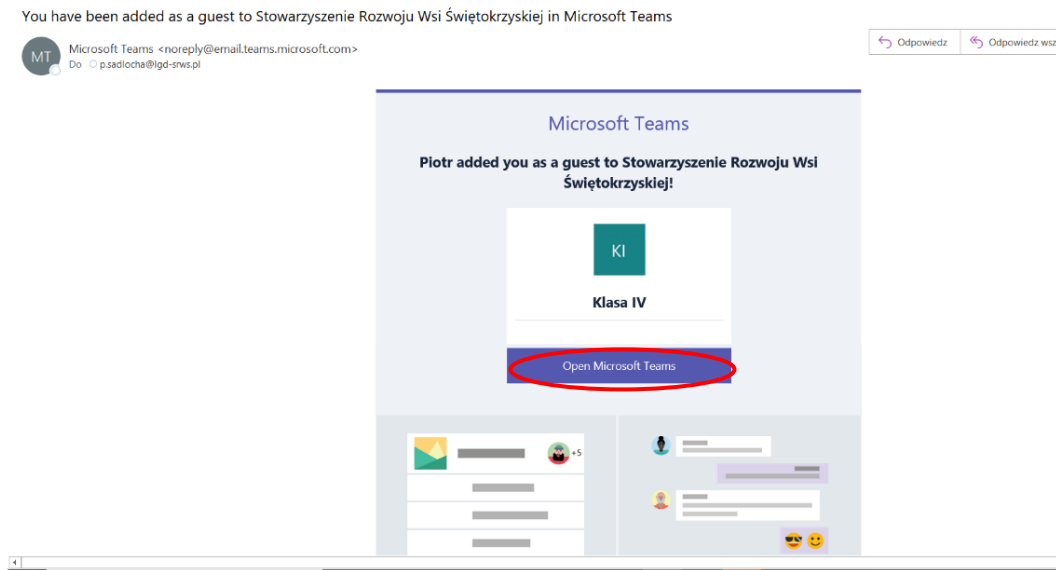 You have been added as a guest to Stowarzyszenie Rozwoju Wsi Świętokrzyskiej in Microsoft Teams
MT
Microsoft Teams <noreply@email.teams.microsoft.com>
Do p.sadlocha@lgd-srws.pl
Odpowiedz
Odpowiedz wsz
Microsoft Teams
Piotr added you as a guest to Stowarzyszenie Rozwoju Wsi
Świętokrzyskiej!
KI
Klasa IV
Open Microsoft Teams
+5